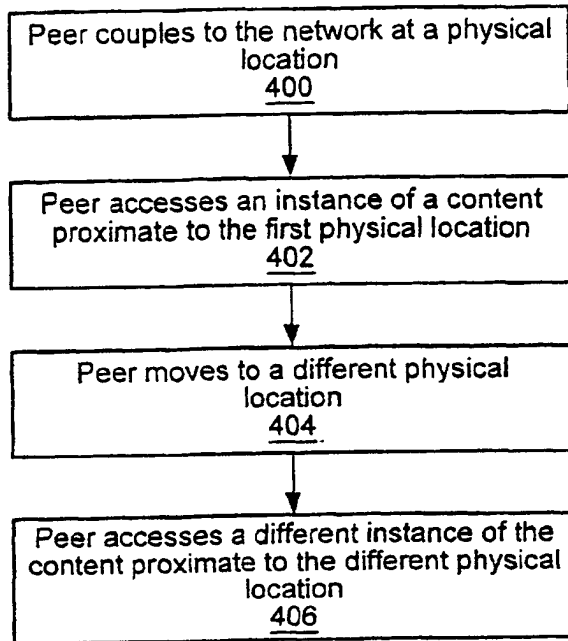 Peer couples to the network at a physical
location
400
Peer accesses an instance of a content
proximate to the first physical location
402
Peer moves to a different physical
location
404
Peer accesses a different instance of the
content proximate to the different physical
location
406